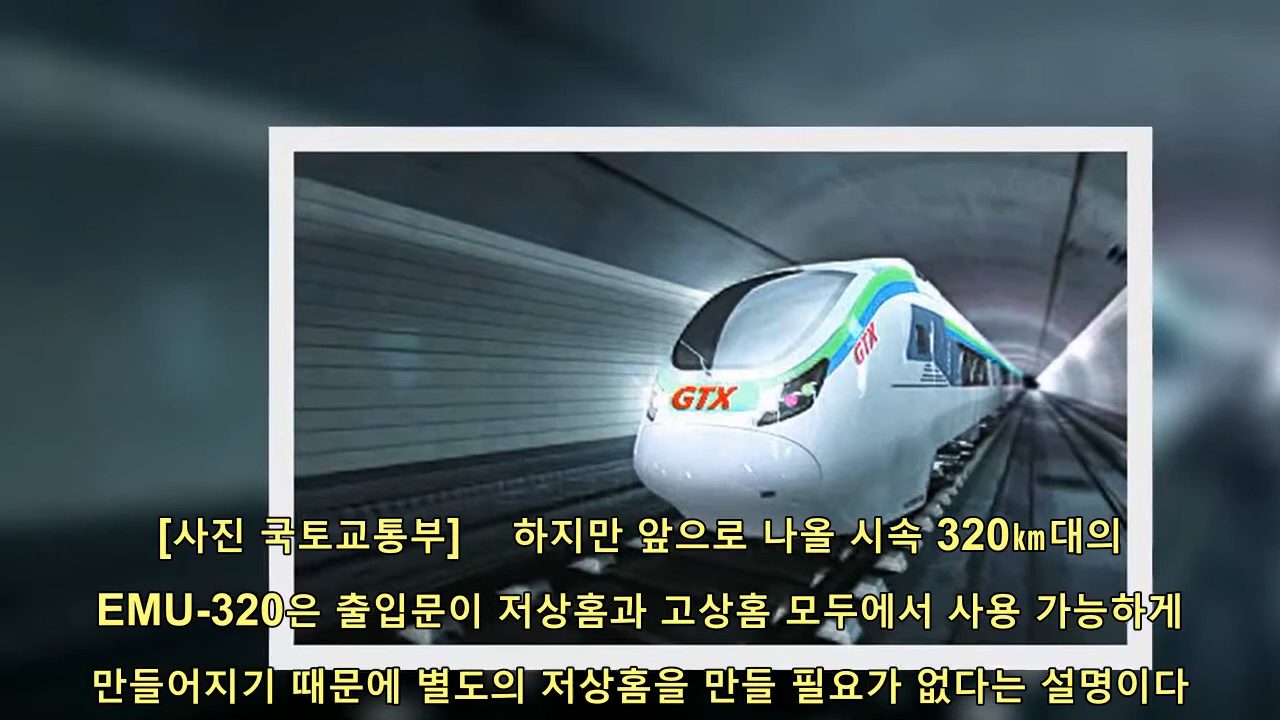 GTX
GTX
[사진 국토교통부] 하지만 앞으로 나올 시속 320㎞대의
EMU-320은 출입문이 저상홈과 고상홈 모두에서 사용 가능하게
만들어지기 때문에 별도의 저상홈을 만들 필요가 없다는 설명이다